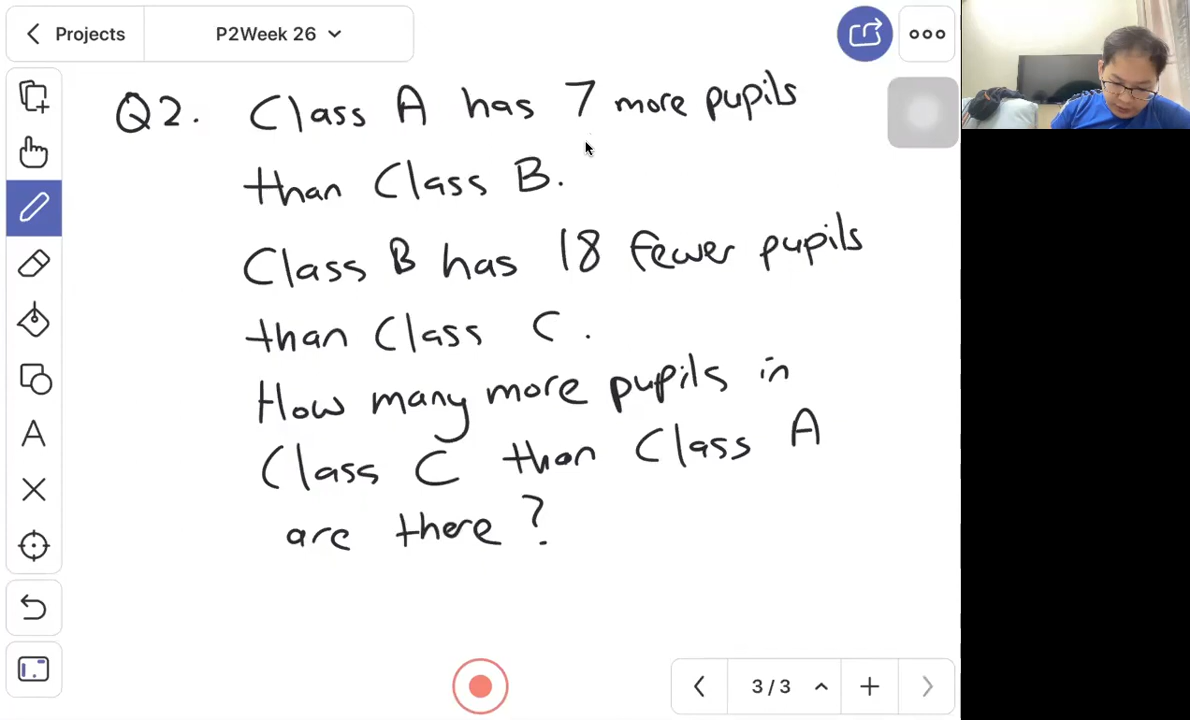 Projects
P2Week 26
Q2. Class A has 7 more pupils
than Class B.
Class B has 18 fewer pupils
than Class C.
How many more pupils in
Class C than Class A
are there?
A
3/3